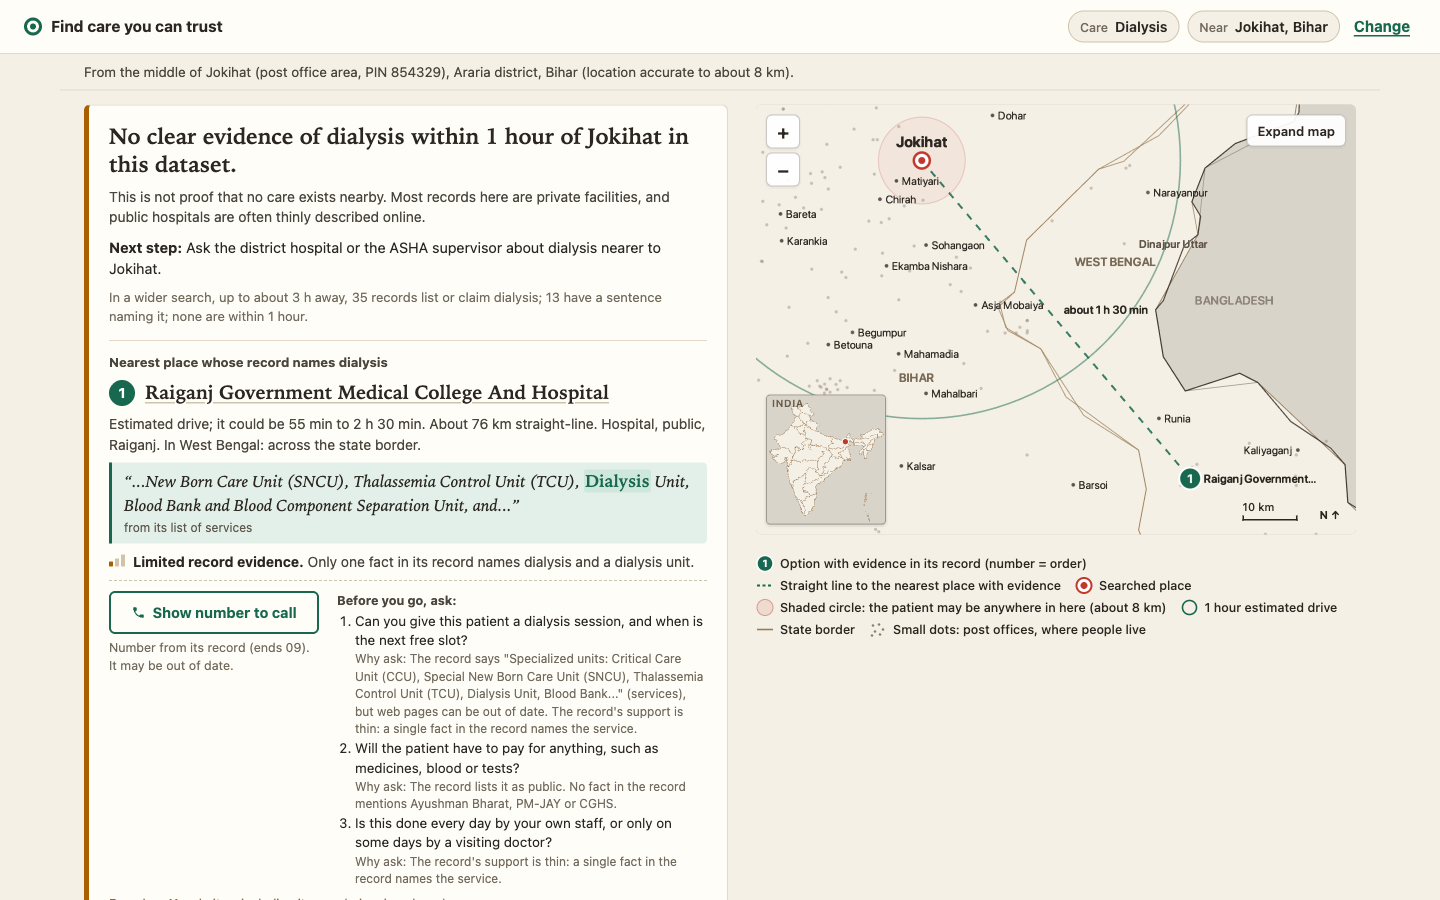 Find care you can trust
Care Dialysis
Near Jokihat, Bihar
Change
From the middle of Jokihat (post office area, PIN 854329), Araria district, Bihar (location accurate to about 8 km).
No clear evidence of dialysis within 1 hour of Jokihat in
this dataset.
This is not proof that no care exists nearby. Most records here are private facilities, and
public hospitals are often thinly described online.
Next step: Ask the district hospital or the ASHA supervisor about dialysis nearer to
Jokihat.
In a wider search, up to about 3 h away, 35 records list or claim dialysis; 13 have a sentence
naming it; none are within 1 hour.
Nearest place whose record names dialysis
1 Raiganj Government Medical College And Hospital
Estimated drive; it could be 55 min to 2 h 30 min. About 76 km straight-line. Hospital, public,
Raiganj. In West Bengal: across the state border.
“...New Born Care Unit (SNCU), Thalassemia Control Unit (TCU), Dialysis Unit,
Blood Bank and Blood Component Separation Unit, and...”
from its list of services
Limited record evidence. Only one fact in its record names dialysis and a dialysis unit.
Show number to call
Number from its record (ends 09).
It may be out of date.
Before you go, ask:
1. Can you give this patient a dialysis session, and when is
the next free slot?
Why ask: The record says "Specialized units: Critical Care
Unit (CCU), Special New Born Care Unit (SNCU), Thalassemia
Control Unit (TCU), Dialysis Unit, Blood Bank..." (services),
but web pages can be out of date. The record's support is
thin: a single fact in the record names the service.
2. Will the patient have to pay for anything, such as
medicines, blood or tests?
Why ask: The record lists it as public. No fact in the record
mentions Ayushman Bharat, PM-JAY or CGHS.
3. Is this done every day by your own staff, or only on
some days by a visiting doctor?
Why ask: The record's support is thin: a single fact in the
record names the service.
+
−
Expand map
Dohar
Jokihat
Matiyari
Chirah
Narayanpur
Bareta
Karankia
Sohangaon
Dinajpur Uttar
Ekamba Nishara
WEST BENGAL
BANGLADESH
Asja Mobaiya
about 1 h 30 min
Begumpur
Betouna
Mahamadia
BIHAR
Mahalbari
INDIA
Runia
Kaliyaganj
Kalsar
Barsoi
1 Raiganj Government...
10 km
N ↑
1 Option with evidence in its record (number = order)
Straight line to the nearest place with evidence
Searched place
Shaded circle: the patient may be anywhere in here (about 8 km)
1 hour estimated drive
State border
Small dots: post offices, where people live